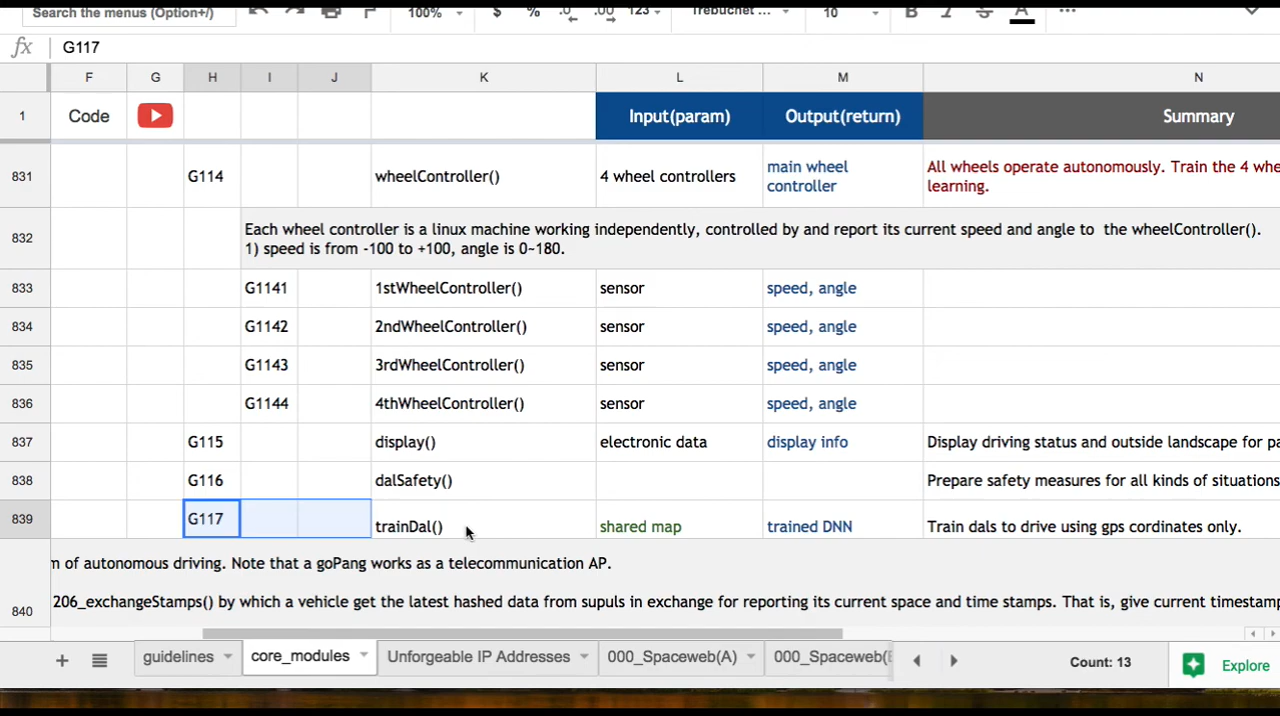 Search the menus (Option+/)
100% $ % .0 .00 123 Trebuchet ... 10 B I S A
fx G117
F G H I J K L M N
1 Code Input(param) Output(return) Summary
831 G114 wheelController() 4 wheel controllers main wheel controller All wheels operate autonomously. Train the 4 whe
learning.
832 Each wheel controller is a linux machine working independently, controlled by and report its current speed and angle to the wheelController().
1) speed is from -100 to +100, angle is 0~180.
833 G1141 1stWheelController() sensor speed, angle
834 G1142 2ndWheelController() sensor speed, angle
835 G1143 3rdWheelController() sensor speed, angle
836 G1144 4thWheelController() sensor speed, angle
837 G115 display() electronic data display info Display driving status and outside landscape for pa
838 G116 dalSafety() Prepare safety measures for all kinds of situations
839 G117 trainDal() shared map trained DNN Train dals to drive using gps cordinates only.
m of autonomous driving. Note that a goPang works as a telecommunication AP.
840 206_exchangeStamps() by which a vehicle get the latest hashed data from supuls in exchange for reporting its current space and time stamps. That is, give current timestamp
+ guidelines core_modules Unforgeable IP Addresses 000_Spaceweb(A) 000_Spaceweb(E Count: 13 Explore